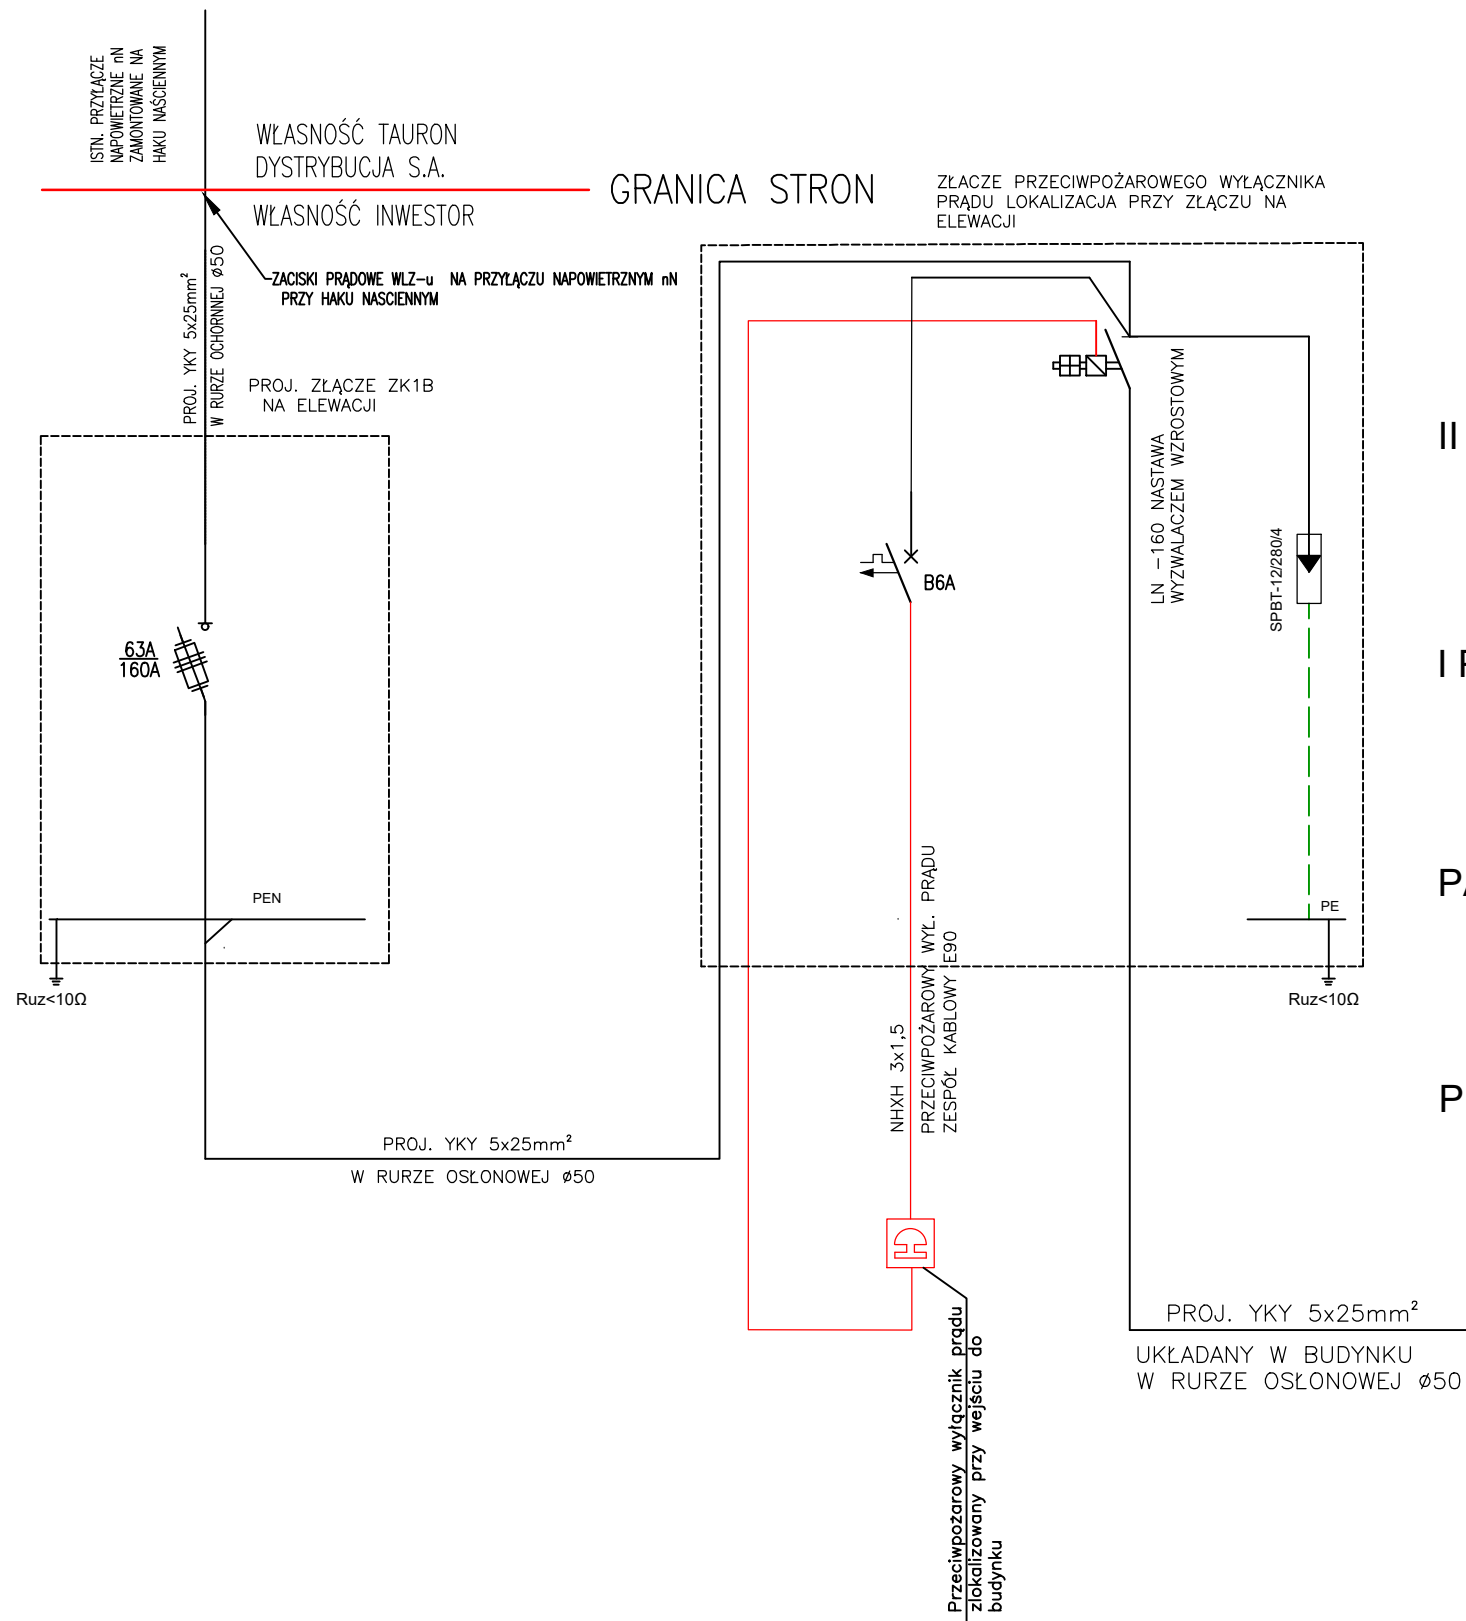 ISTN. PRZYŁĄCZE
NAPOWIETRZNE nN
ZAMONTOWANE NA
HAKU NAŚCIENNYM
WŁASNOŚĆ TAURON
DYSTRYBUCJA S.A.
GRANICA STRON
WŁASNOŚĆ INWESTOR
ZACISKI PRĄDOWE WLZ-u NA PRZYŁĄCZU NAPOWIETRZNYM nN
PRZY HAKU NASCIENNYM
PROJ. YKY 5x25mm²
W RURZE OCHORNNEJ ø50
PROJ. ZŁĄCZE ZK1B
NA ELEWACJI
63A
160A
PEN
Ruz<10Ω
PROJ. YKY 5x25mm²
W RURZE OSŁONOWEJ ø50
ZŁACZE PRZECIWPOŻAROWEGO WYŁĄCZNIKA
PRĄDU LOKALIZACJA PRZY ZŁĄCZU NA
ELEWACJI
B6A
LN -160 NASTAWA
WYZWALACZEM WZROSTOWYM
SPBT-12/280/4
PE
Ruz<10Ω
NHXH 3x1,5
PRZECIWPOŻAROWY WYŁ. PRĄDU
ZESPÓŁ KABLOWY E90
Przeciwpożarowy wyłącznik prądu
zlokalizowany przy wejściu do
budynku
PROJ. YKY 5x25mm²
UKŁADANY W BUDYNKU
W RURZE OSŁONOWEJ ø50
II
I P
PA
P